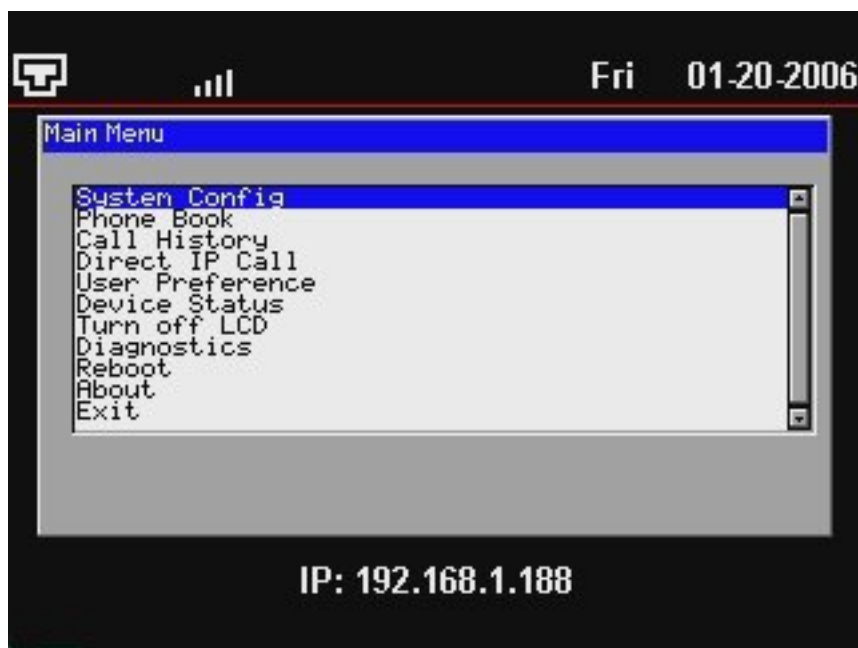 Fri 01-20-2006
Main Menu
System Config
Phone Book
Call History
Direct IP Call
User Preference
Device Status
Turn off LCD
Diagnostics
Reboot
About
Exit
IP: 192.168.1.188